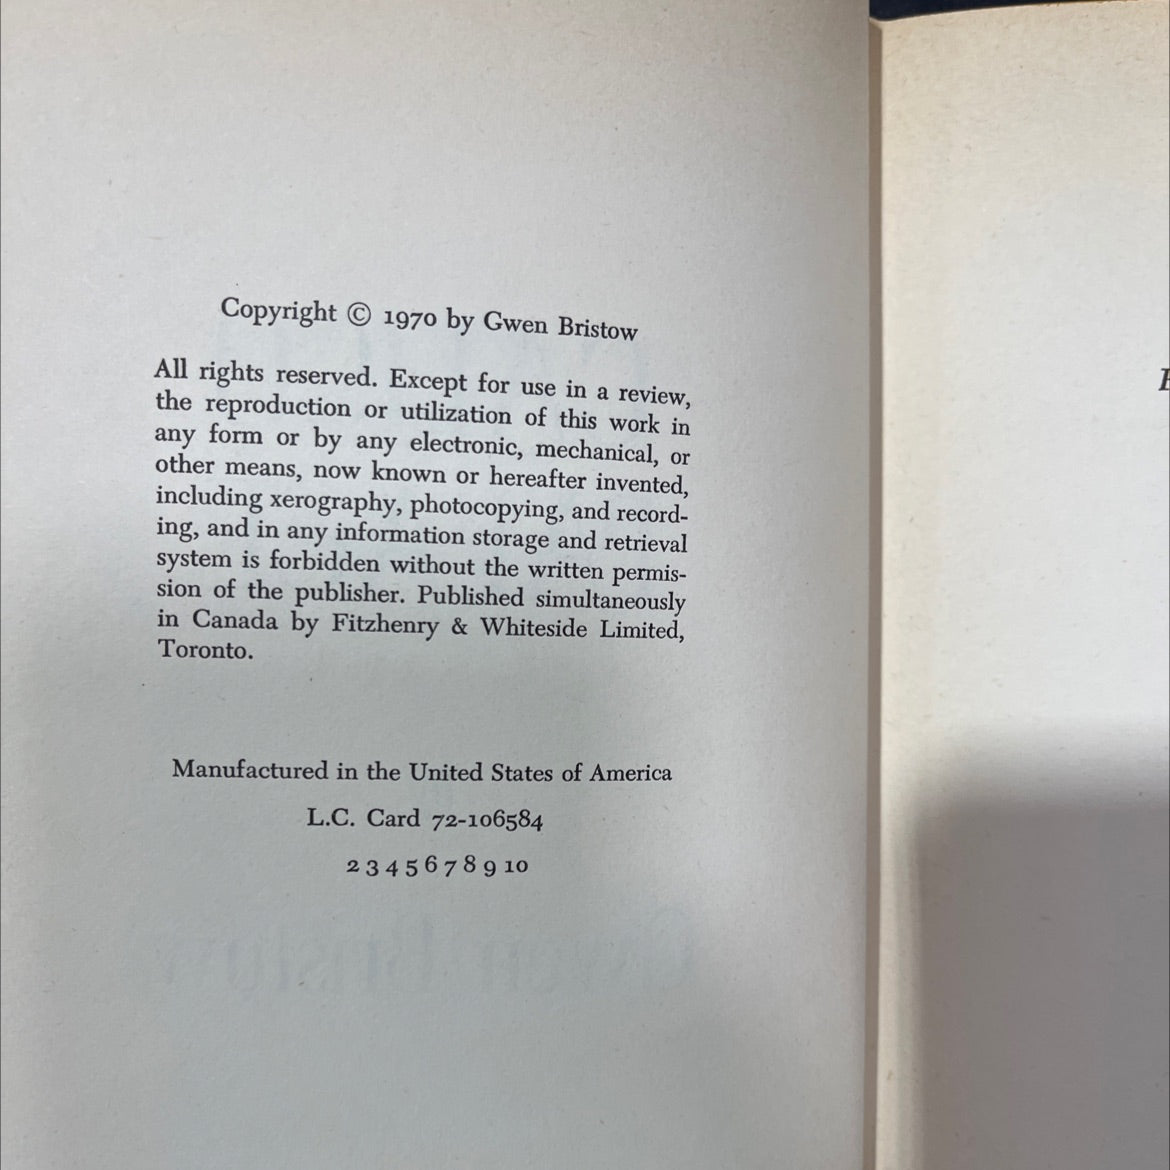 Copyright © 1970 by Gwen Bristow
All rights reserved. Except for use in a review,
the reproduction or utilization of this work in
any form or by any electronic, mechanical, or
other means, now known or hereafter invented,
including xerography, photocopying, and record-
ing, and in any information storage and retrieval
system is forbidden without the written permis-
sion of the publisher. Published simultaneously
in Canada by Fitzhenry & Whiteside Limited,
Toronto.
Manufactured in the United States of America
L.C. Card 72-106584
2 3 4 5 6 7 8 9 10